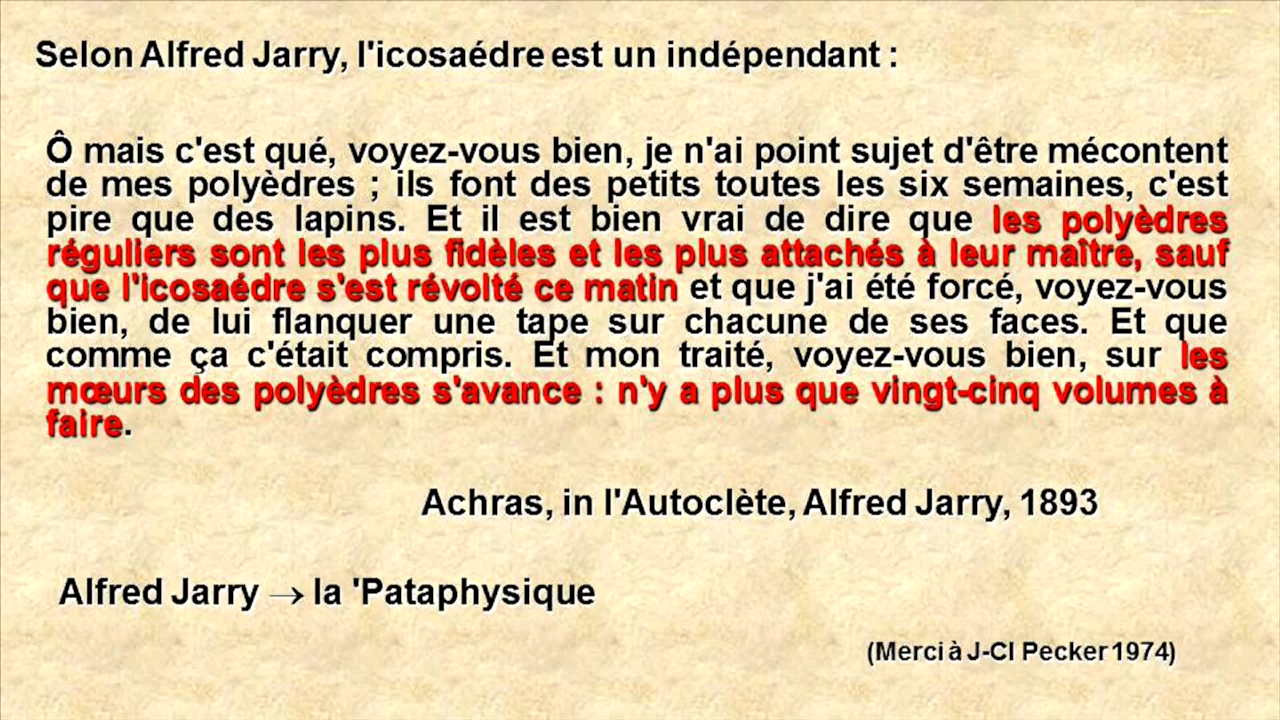 Selon Alfred Jarry, l'icosaédre est un indépendant :
Ô mais c'est qué, voyez-vous bien, je n'ai point sujet d'être mécontent
de mes polyèdres ; ils font des petits toutes les six semaines, c'est
pire que des lapins. Et il est bien vrai de dire que les polyèdres
réguliers sont les plus fidèles et les plus attachés à leur maître, sauf
que l'icosaédre s'est révolté ce matin et que j'ai été forcé, voyez-vous
bien, de lui flanquer une tape sur chacune de ses faces. Et que
comme ça c'était compris. Et mon traité, voyez-vous bien, sur les
mœurs des polyèdres s'avance : n'y a plus que vingt-cinq volumes à
faire.
Achras, in l'Autoclète, Alfred Jarry, 1893
Alfred Jarry → la 'Pataphysique
(Merci à J-Cl Pecker 1974)